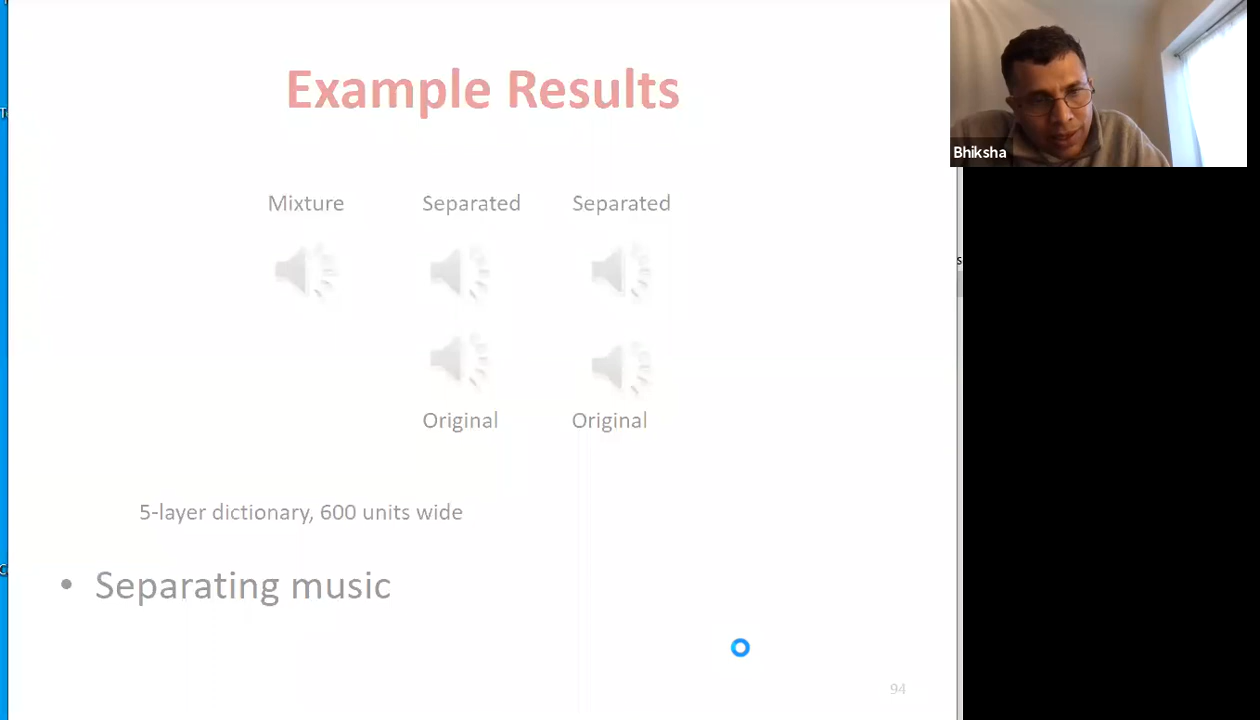 Example Results
Mixture Separated Separated
Original Original
5-layer dictionary, 600 units wide
• Separating music
94
Bhiksha
s